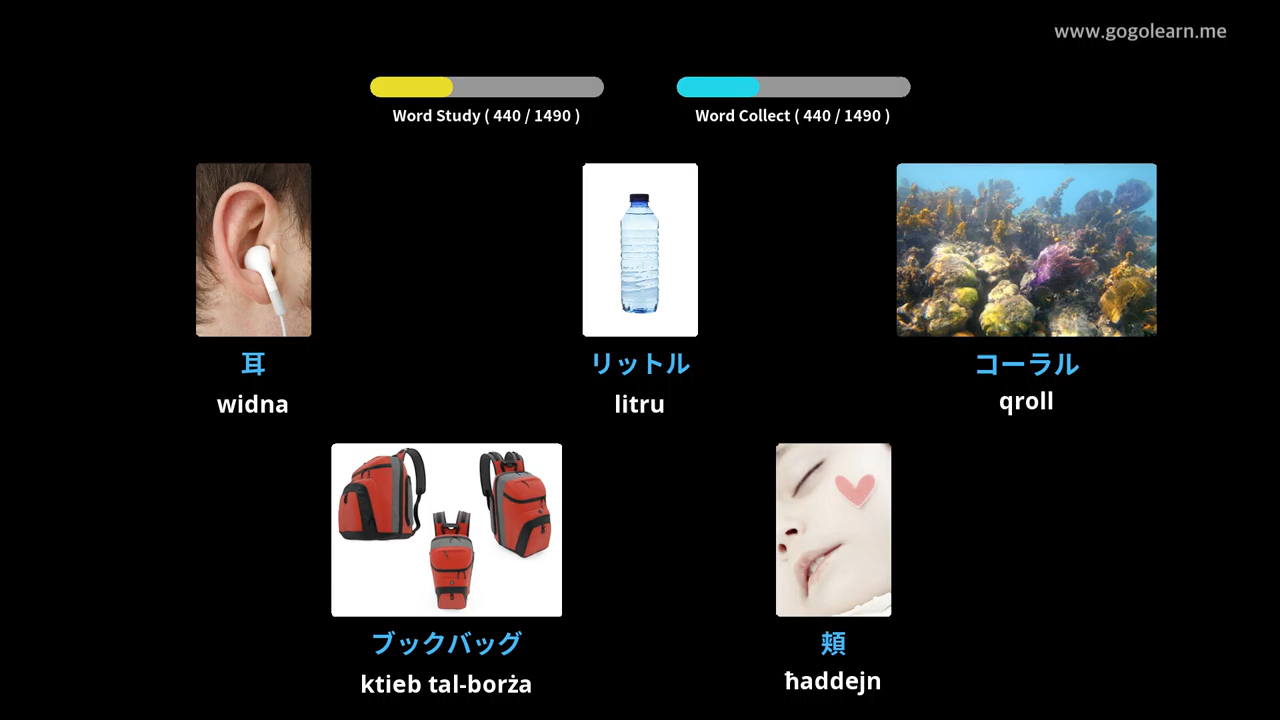 www.gogolearn.me
Word Study ( 440 / 1490 )
Word Collect ( 440 / 1490 )
耳
widna
リットル
litru
コーラル
qroll
ブックバッグ
ktieb tal-borża
頬
ħaddejn